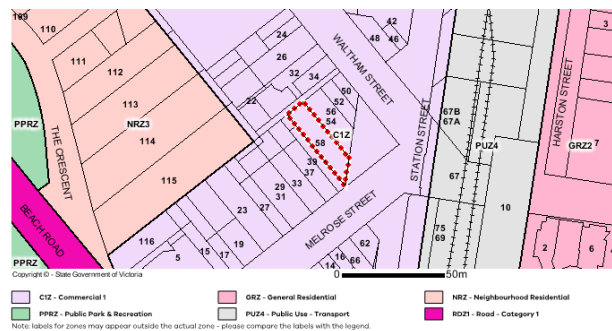 109
110
24
26
42
48 46
WALTHAM STREET
3
111
112
32 34
50
52
22
56
54
67B
67A
HARSTON STREET
PPRZ
113
NRZ3
C1Z
STATION STREET
PUZ4
GRZ2 7
THE CRESCENT
114
58
39
37
67
115
29
31
33
BEACH ROAD
23
27
MELROSE STREET
10
116
5
15
17
19
62
75
69
2
6
4
PPRZ
14
16
66
Copyright © - State Government of Victoria
0 50m
C1Z - Commercial 1
GRZ - General Residential
NRZ - Neighbourhood Residential
PPRZ - Public Park & Recreation
PUZ4 - Public Use - Transport
RDZ1 - Road - Category 1
Note: labels for zones may appear outside the actual zone - please compare the labels with the legend.